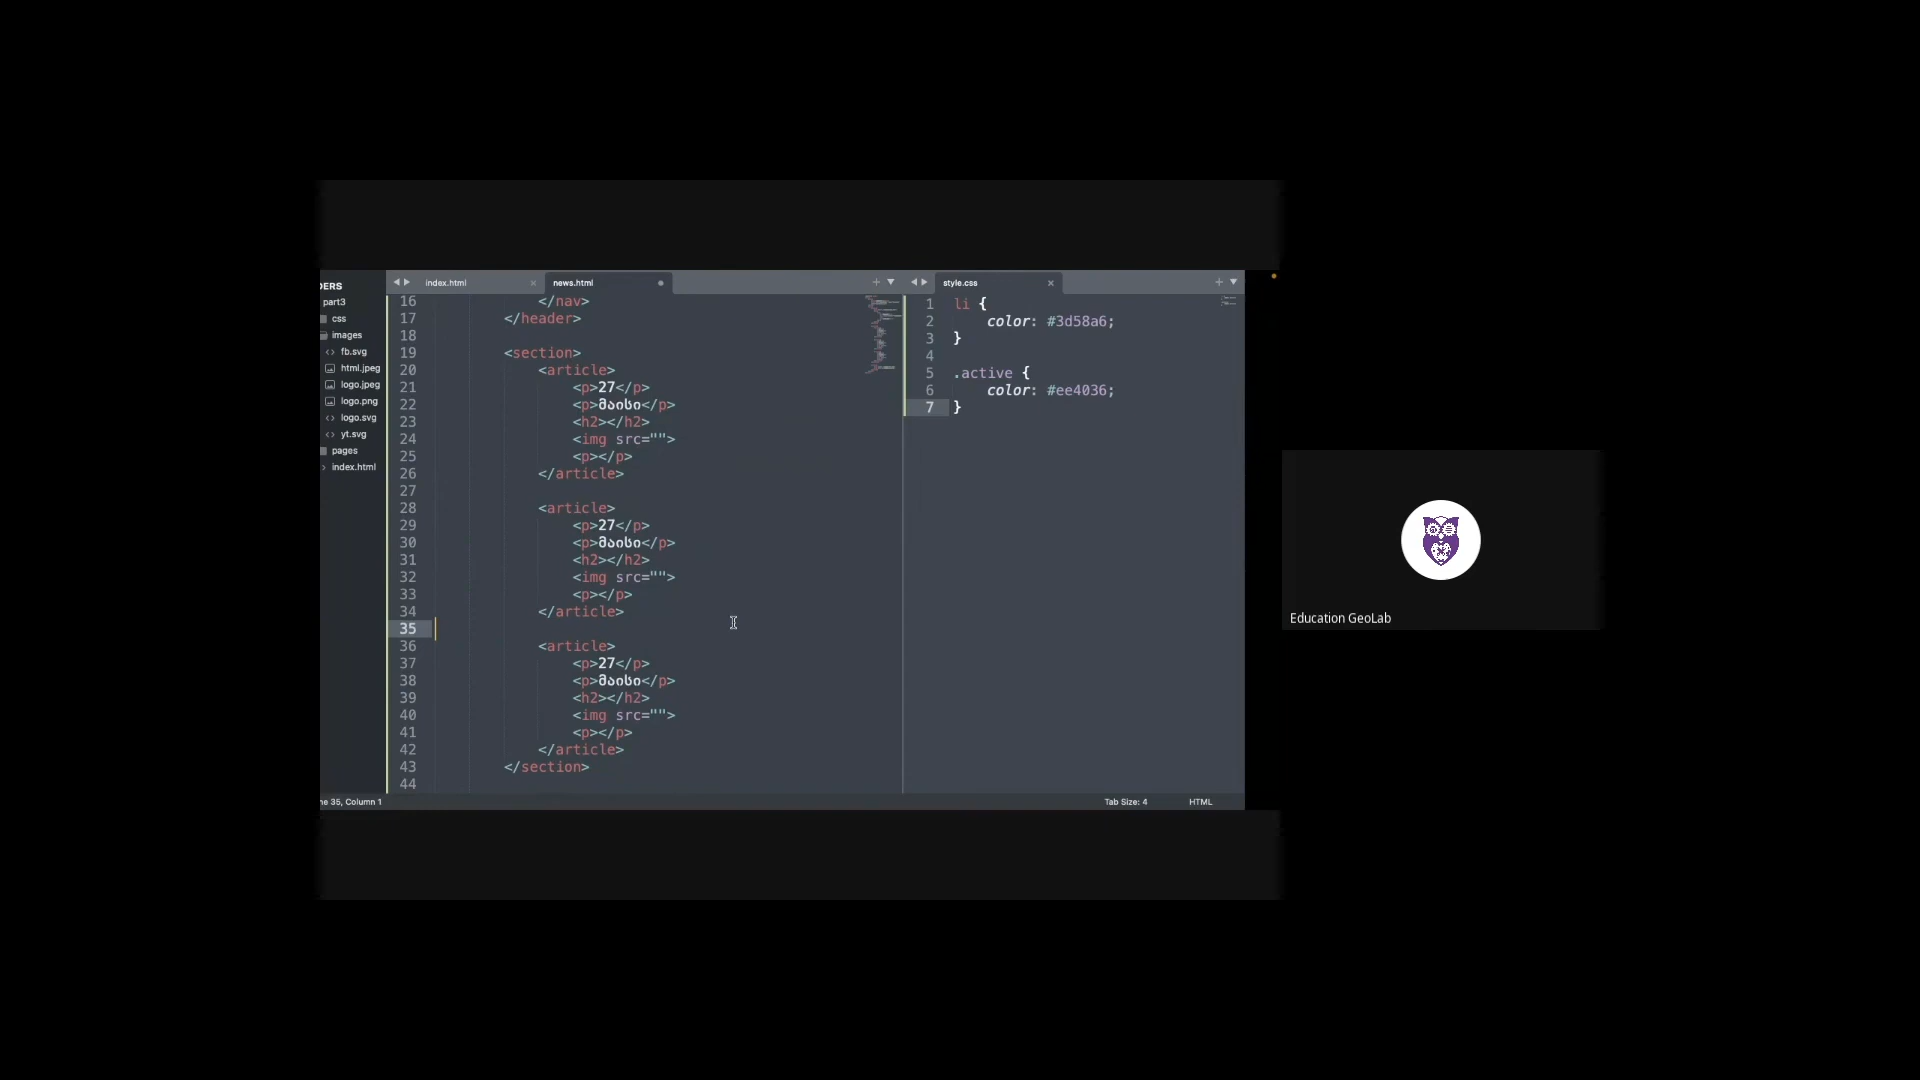 index.html
news.html
style.css
part3
css
images
fb.svg
html.jpeg
logo.jpeg
logo.png
logo.svg
yt.svg
pages
index.html
16 </nav>
17 </header>
18
19 <section>
20 <article>
21 <p>27</p>
22 <p>მაისი</p>
23 <h2></h2>
24 <img src="">
25 <p></p>
26 </article>
27
28 <article>
29 <p>27</p>
30 <p>მაისი</p>
31 <h2></h2>
32 <img src="">
33 <p></p>
34 </article>
35
36 <article>
37 <p>27</p>
38 <p>მაისი</p>
39 <h2></h2>
40 <img src="">
41 <p></p>
42 </article>
43 </section>
44
1 li {
2 color: #3d58a6;
3 }
4
5 .active {
6 color: #ee4036;
7 }
35, Column 1
Tab Size: 4
HTML
Education GeoLab